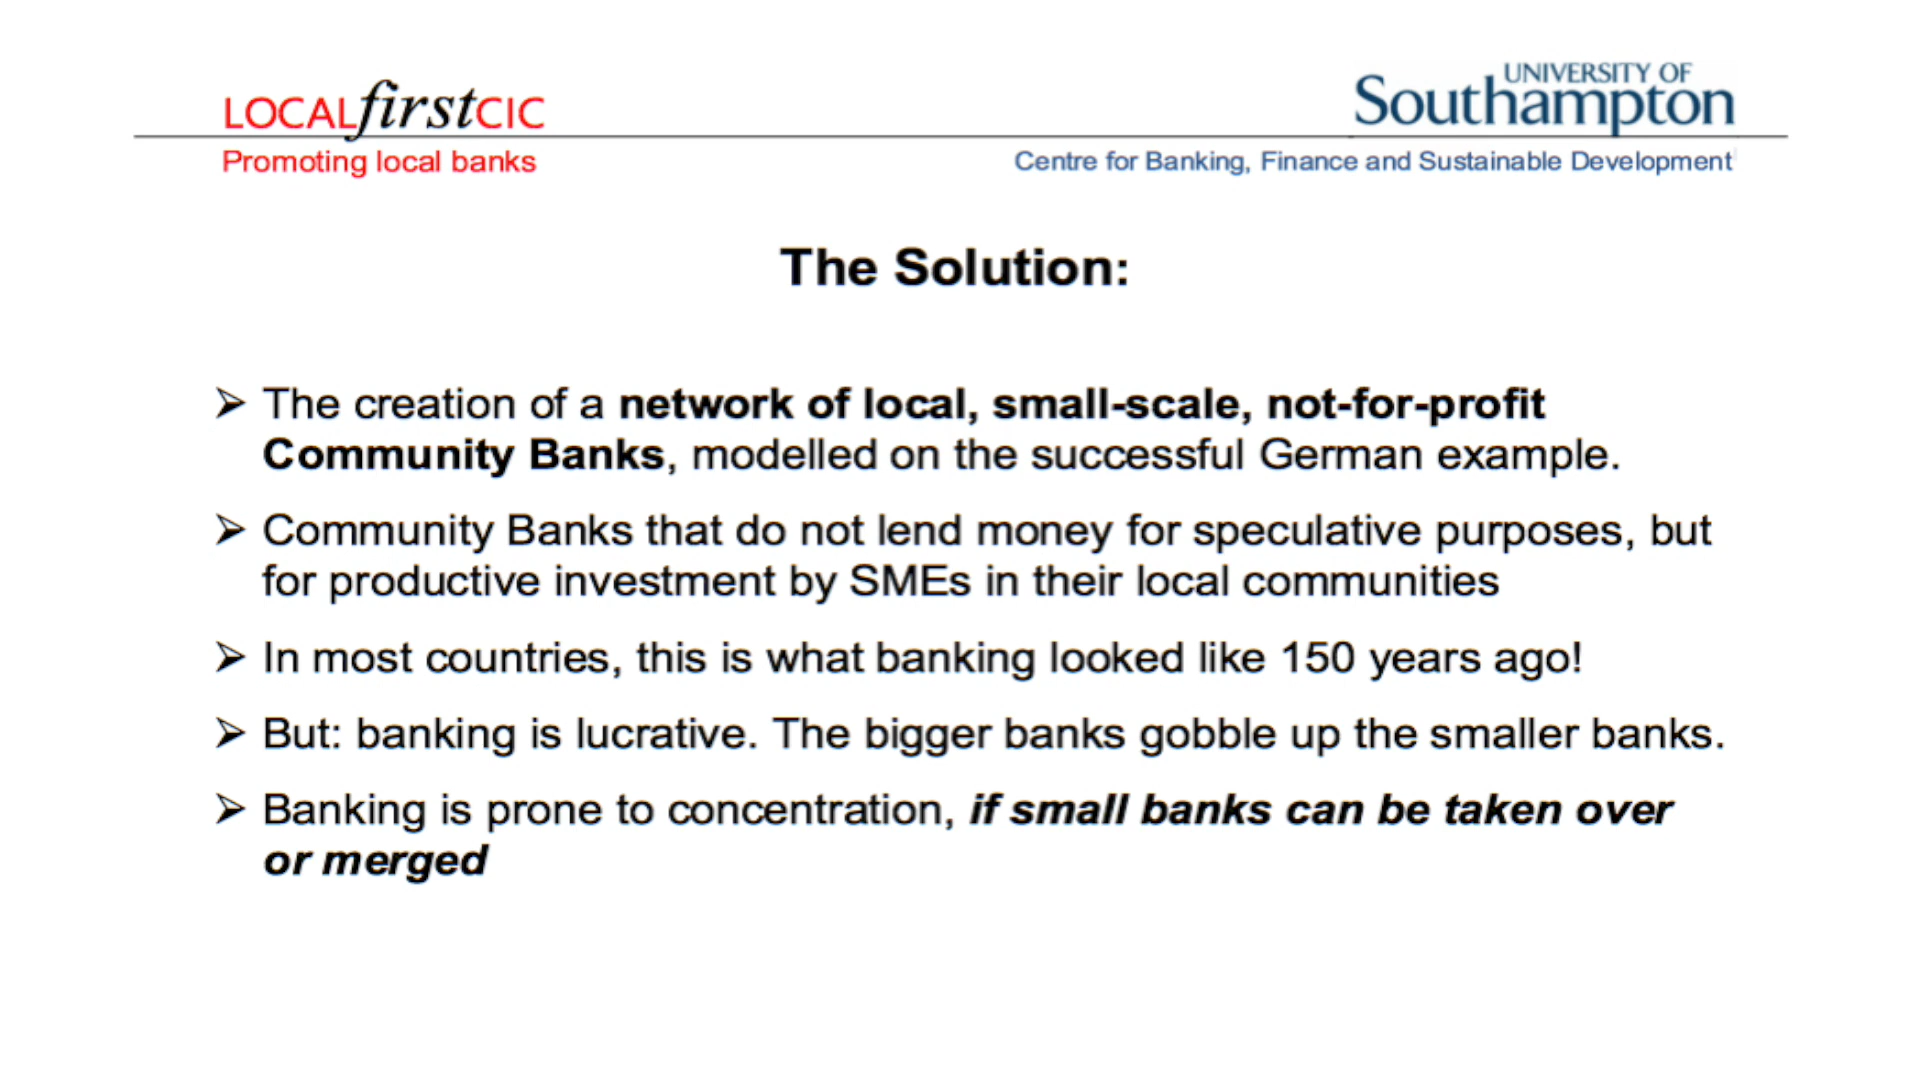 LOCALfirstCIC
Promoting local banks
UNIVERSITY OF
Southampton
Centre for Banking, Finance and Sustainable Development
The Solution:
➢ The creation of a network of local, small-scale, not-for-profit
Community Banks, modelled on the successful German example.
➢ Community Banks that do not lend money for speculative purposes, but
for productive investment by SMEs in their local communities
➢ In most countries, this is what banking looked like 150 years ago!
➢ But: banking is lucrative. The bigger banks gobble up the smaller banks.
➢ Banking is prone to concentration, if small banks can be taken over
or merged